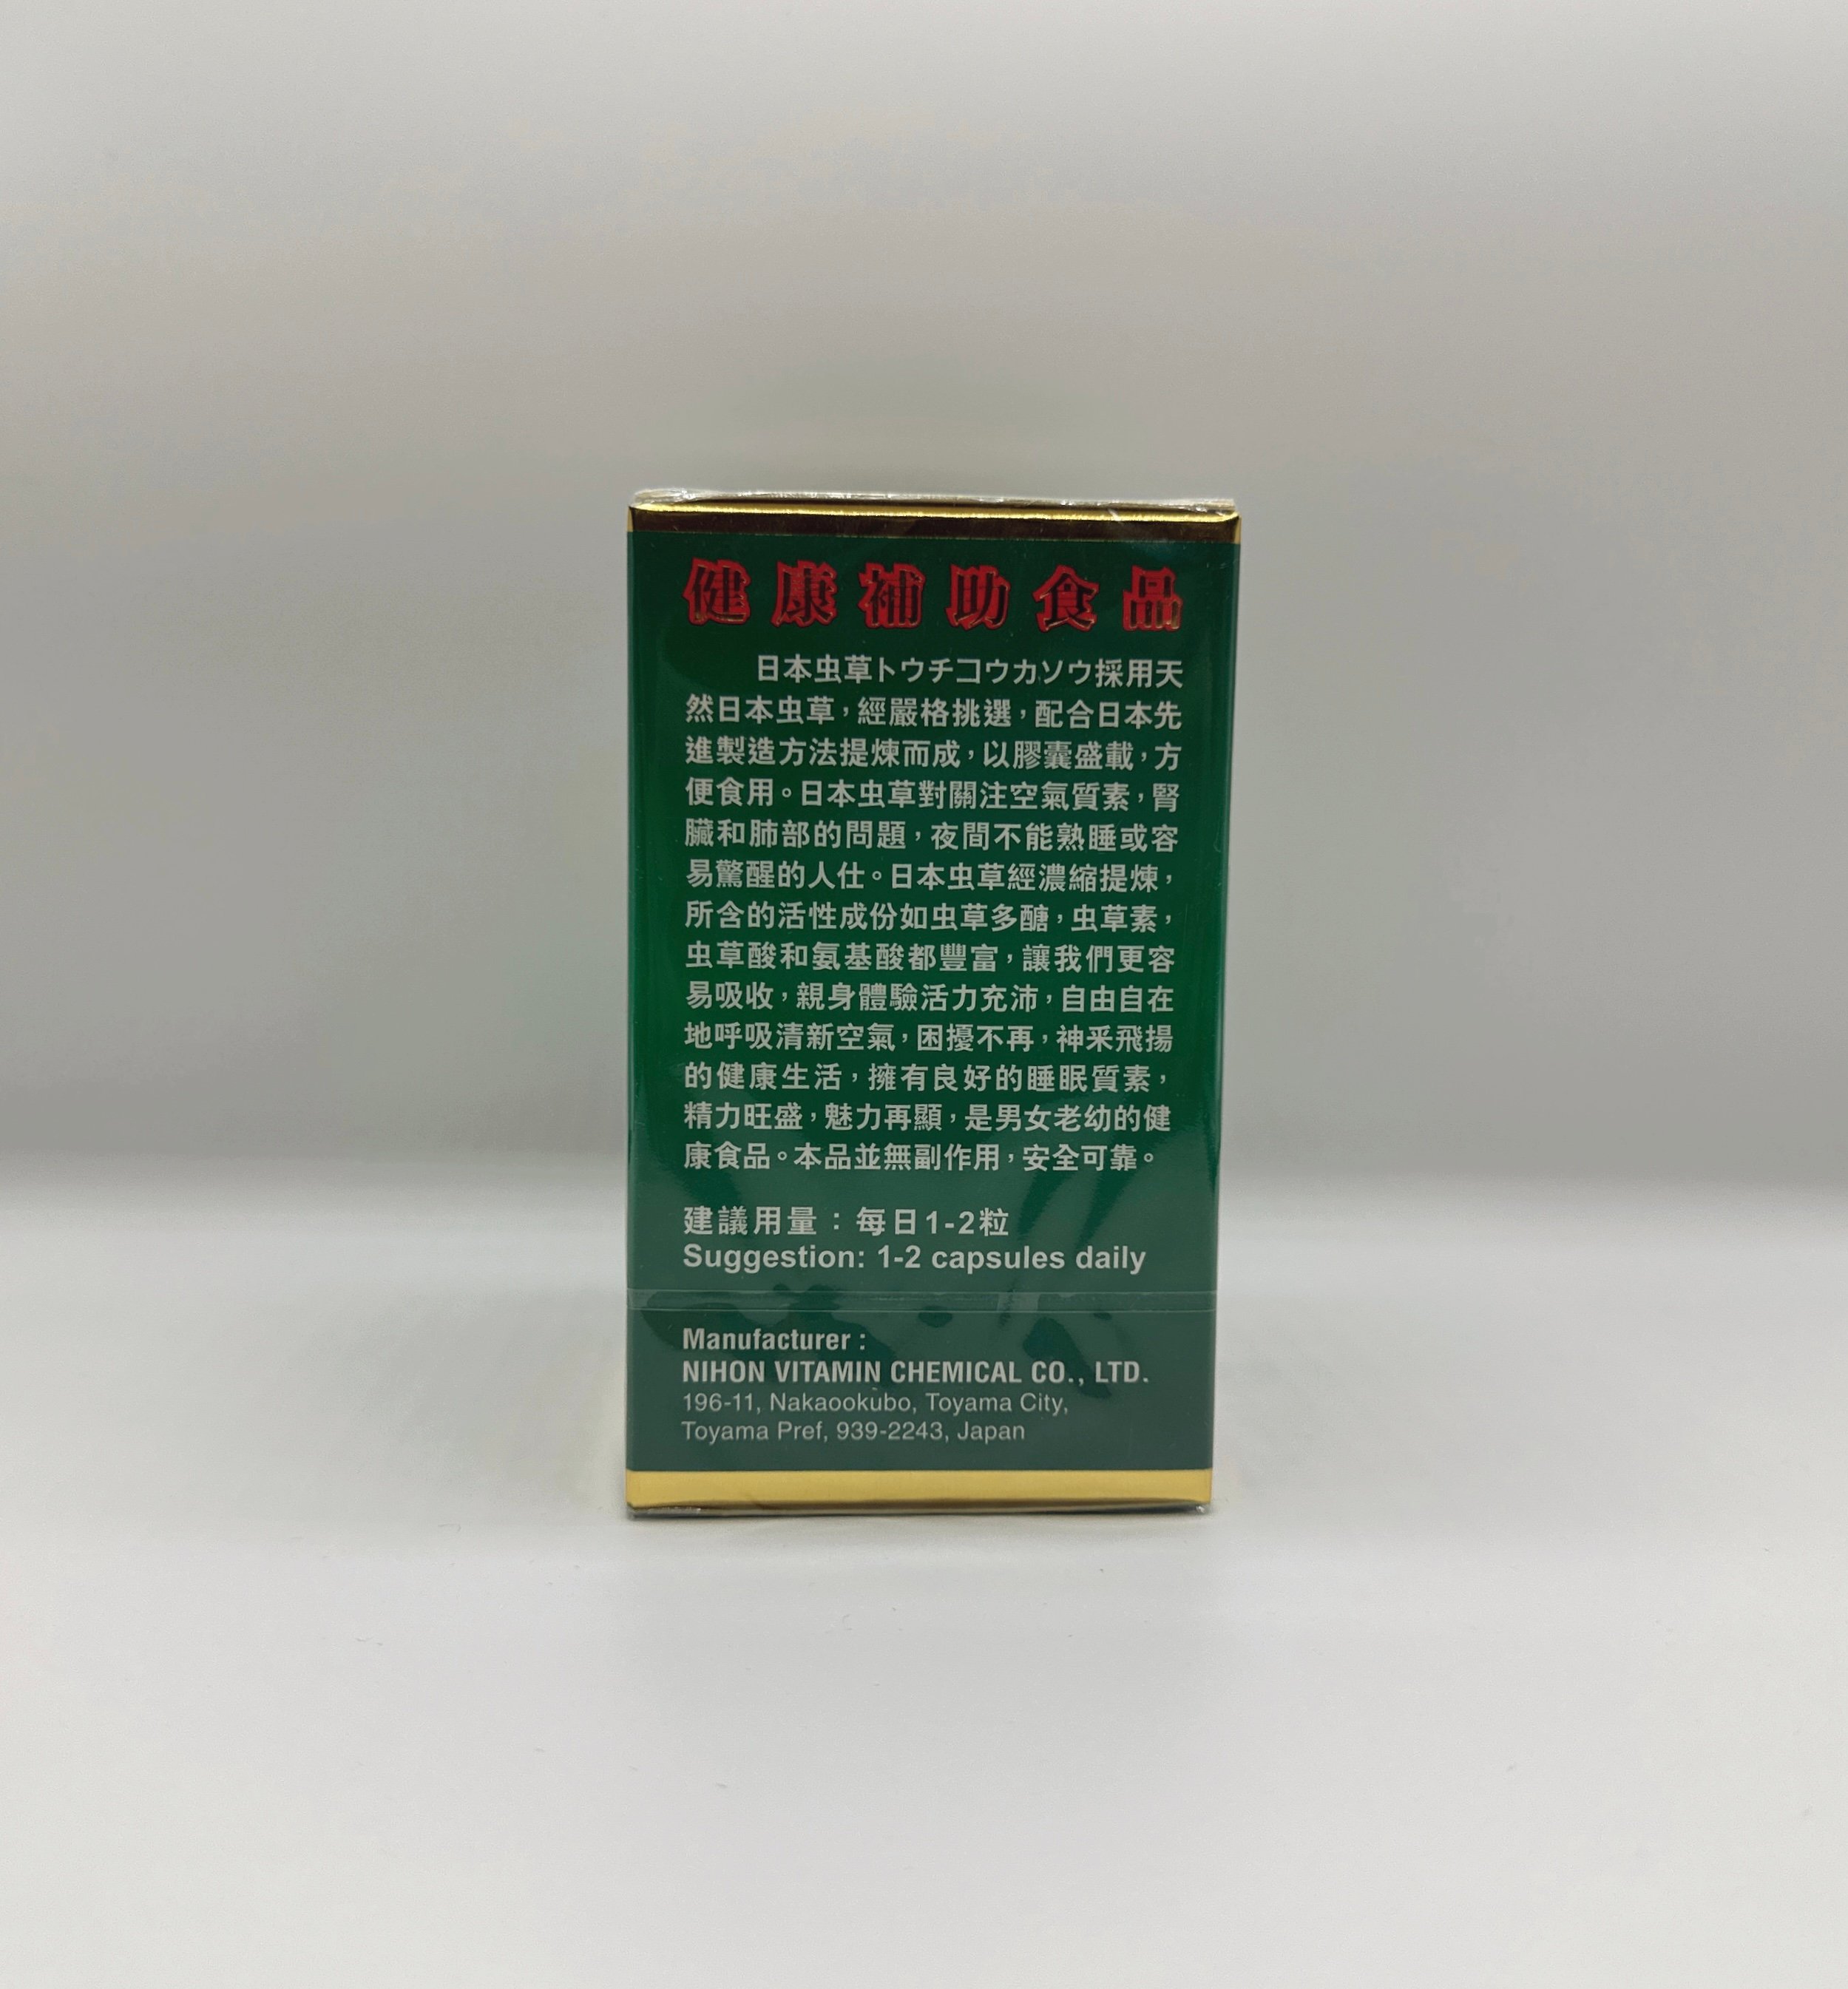 健康補助食品
日本虫草トウチコウカソウ採用天
然日本虫草，經嚴格挑選，配合日本先
進製造方法提煉而成，以膠囊盛載，方
便食用。日本虫草對關注空氣質素，腎
臟和肺部的問題，夜間不能熟睡或容
易驚醒的人仕。日本虫草經濃縮提煉，
所含的活性成份如虫草多醣，虫草素，
虫草酸和氨基酸都豐富，讓我們更容
易吸收，親身體驗活力充沛，自由自在
地呼吸清新空氣，困擾不再，神釆飛揚
的健康生活，擁有良好的睡眠質素，
精力旺盛，魅力再顯，是男女老幼的健
康食品。本品並無副作用，安全可靠。
建議用量：每日1-2粒
Suggestion: 1-2 capsules daily
Manufacturer :
NIHON VITAMIN CHEMICAL CO., LTD.
196-11, Nakaookubo, Toyama City,
Toyama Pref, 939-2243, Japan